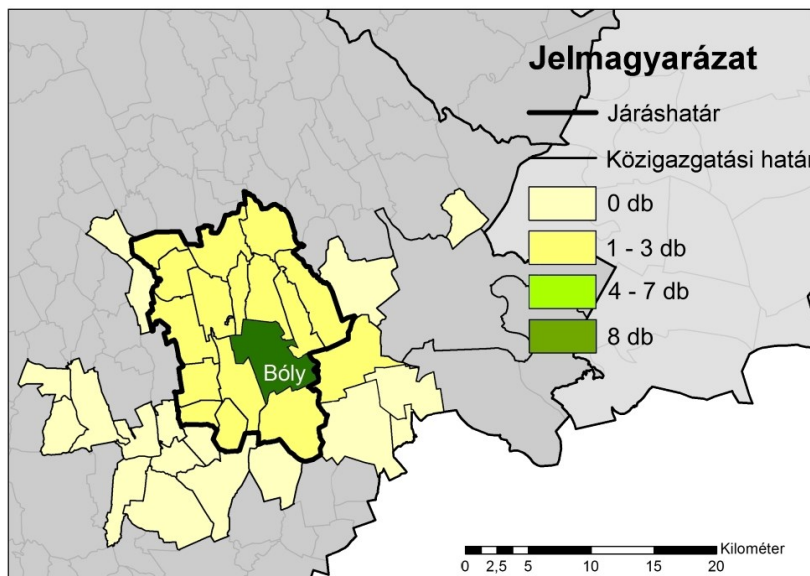 Jelmagyarázat
Járáshatár
Közigazgatási határ
0 db
1 - 3 db
4 - 7 db
8 db
Bóly
Kilométer
0 2,5 5 10 15 20